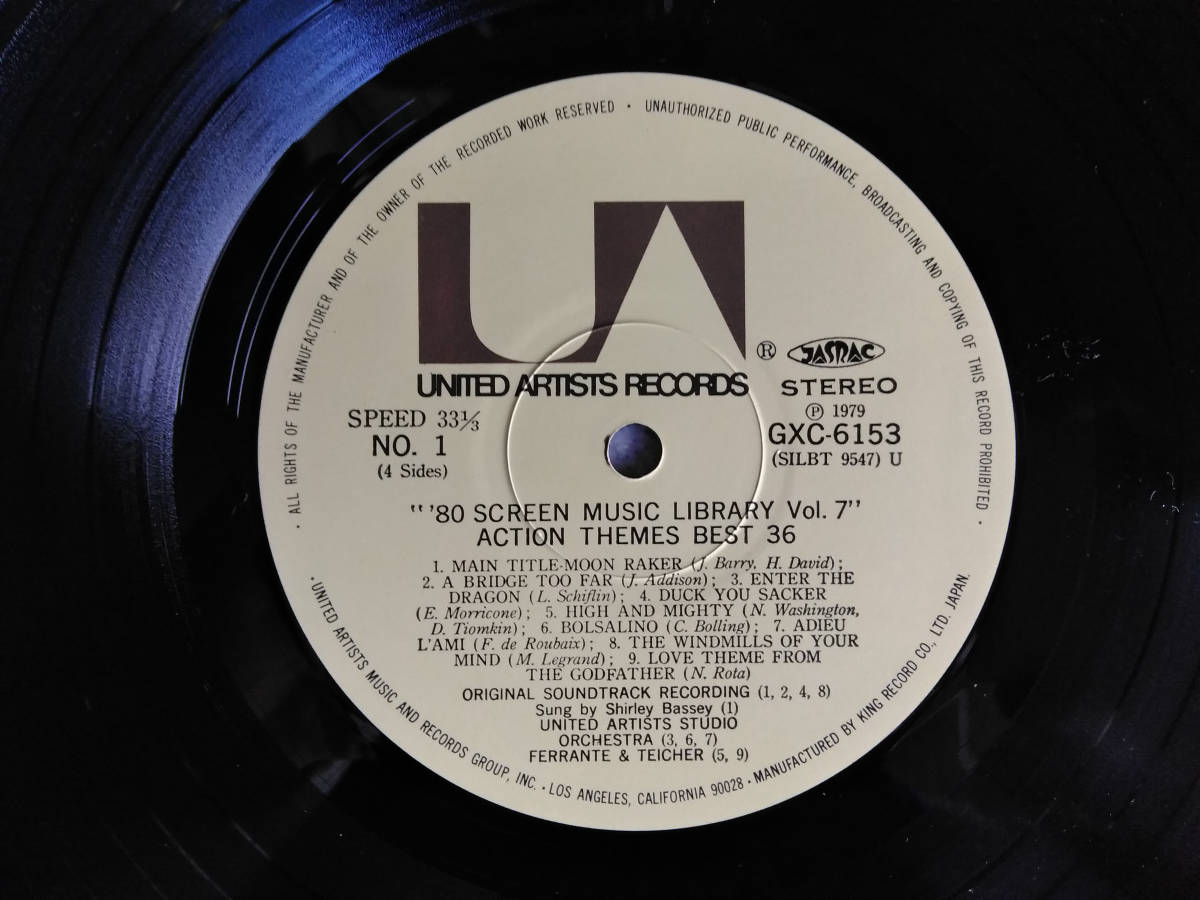 ALL RIGHTS OF THE MANUFACTURER AND OF THE OWNER OF THE RECORDED WORK RESERVED · UNAUTHORIZED PUBLIC PERFORMANCE, BROADCASTING AND COPYING OF THIS RECORD PROHIBITED ·
UA
®
JASRAC
UNITED ARTISTS RECORDS
STEREO
SPEED 33⅓
Ⓟ 1979
NO. 1
GXC-6153
(4 Sides)
(SILBT 9547) U
"'80 SCREEN MUSIC LIBRARY Vol. 7"
ACTION THEMES BEST 36
1. MAIN TITLE-MOON RAKER (J. Barry, H. David);
2. A BRIDGE TOO FAR (J. Addison); 3. ENTER THE
DRAGON (L. Schiflin); 4. DUCK YOU SACKER
(E. Morricone); 5. HIGH AND MIGHTY (N. Washington,
D. Tiomkin); 6. BOLSALINO (C. Bolling); 7. ADIEU
L'AMI (F. de Roubaix); 8. THE WINDMILLS OF YOUR
MIND (M. Legrand); 9. LOVE THEME FROM
THE GODFATHER (N. Rota)
ORIGINAL SOUNDTRACK RECORDING (1, 2, 4, 8)
Sung by Shirley Bassey (1)
UNITED ARTISTS STUDIO
ORCHESTRA (3, 6, 7)
FERRANTE & TEICHER (5, 9)
· UNITED ARTISTS MUSIC AND RECORDS GROUP, INC. · LOS ANGELES, CALIFORNIA 90028 · MANUFACTURED BY KING RECORD CO., LTD. JAPAN.